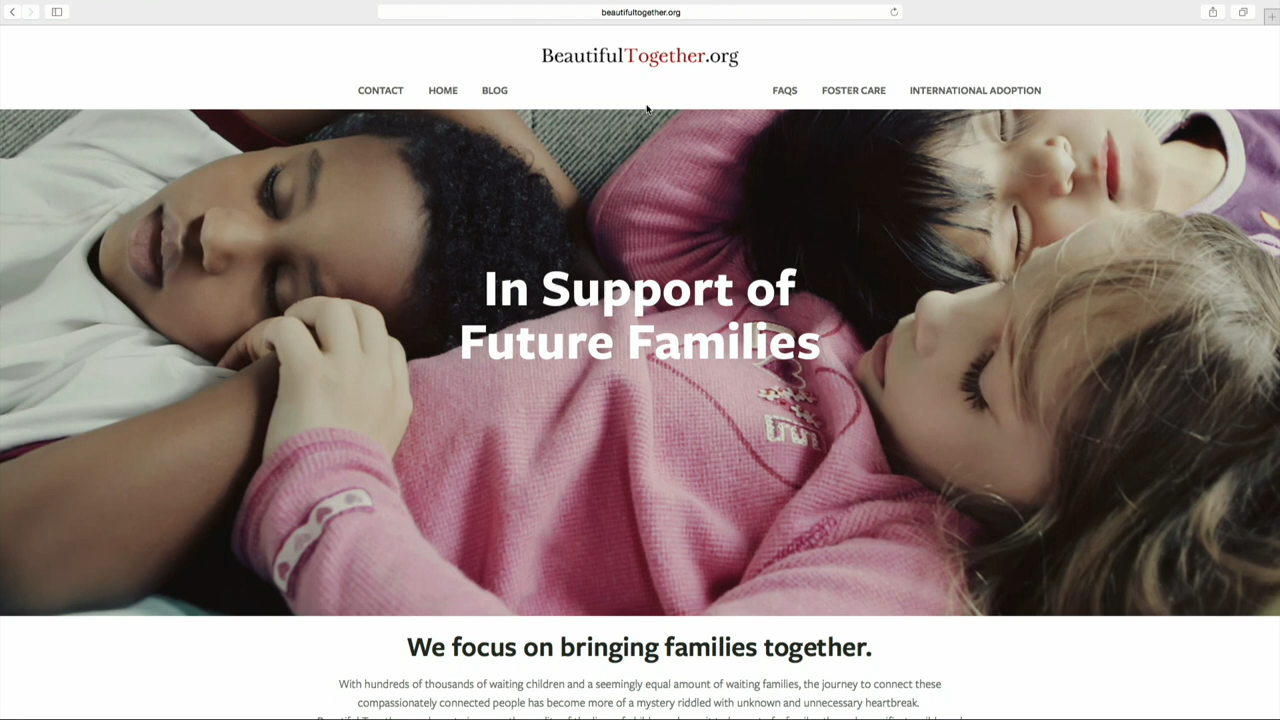 beautifultogether.org
BeautifulTogether.org
CONTACT HOME BLOG FAQS FOSTER CARE INTERNATIONAL ADOPTION
In Support of
Future Families
We focus on bringing families together.
With hundreds of thousands of waiting children and a seemingly equal amount of waiting families, the journey to connect these
compassionately connected people has become more of a mystery riddled with unknown and unnecessary heartbreak.